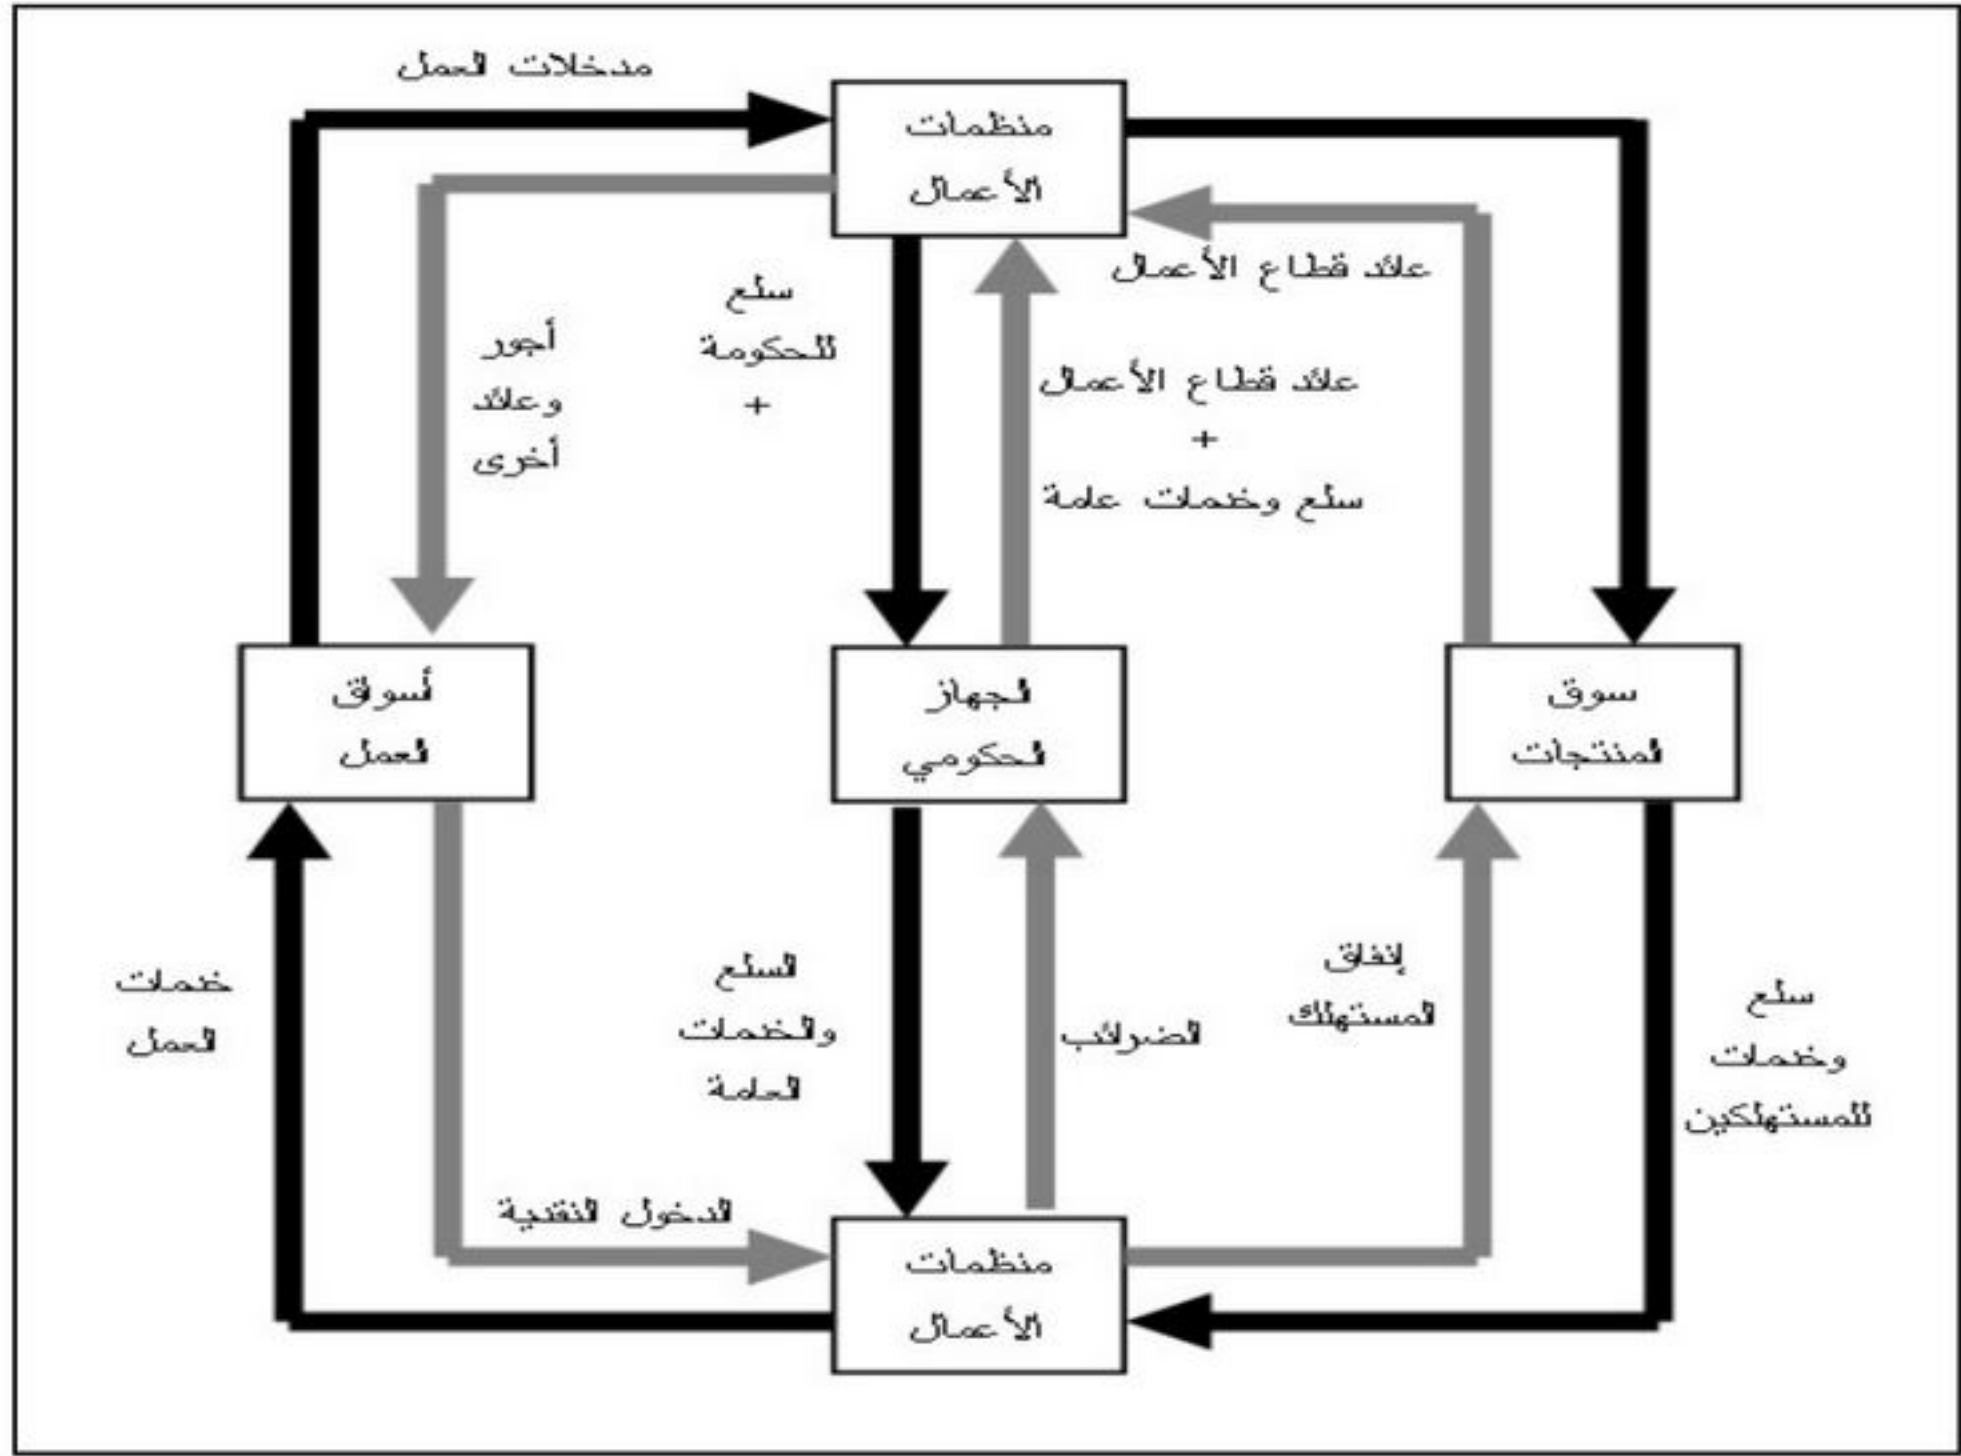 مدخلات العمل
منظمات
الأعمال
عائد قطاع الأعمال
سلع
للحكومة
+
أجور
وعائد
أخرى
عائد قطاع الأعمال
+
سلع وخدمات عامة
سوق
المنتجات
الجهاز
الحكومي
أسواق
العمل
سلع
وخدمات
للمستهلكين
إنفاق
المستهلك
الضرائب
السلع
والخدمات
العامة
خدمات
العمل
الدخول النقدية
منظمات
الأعمال